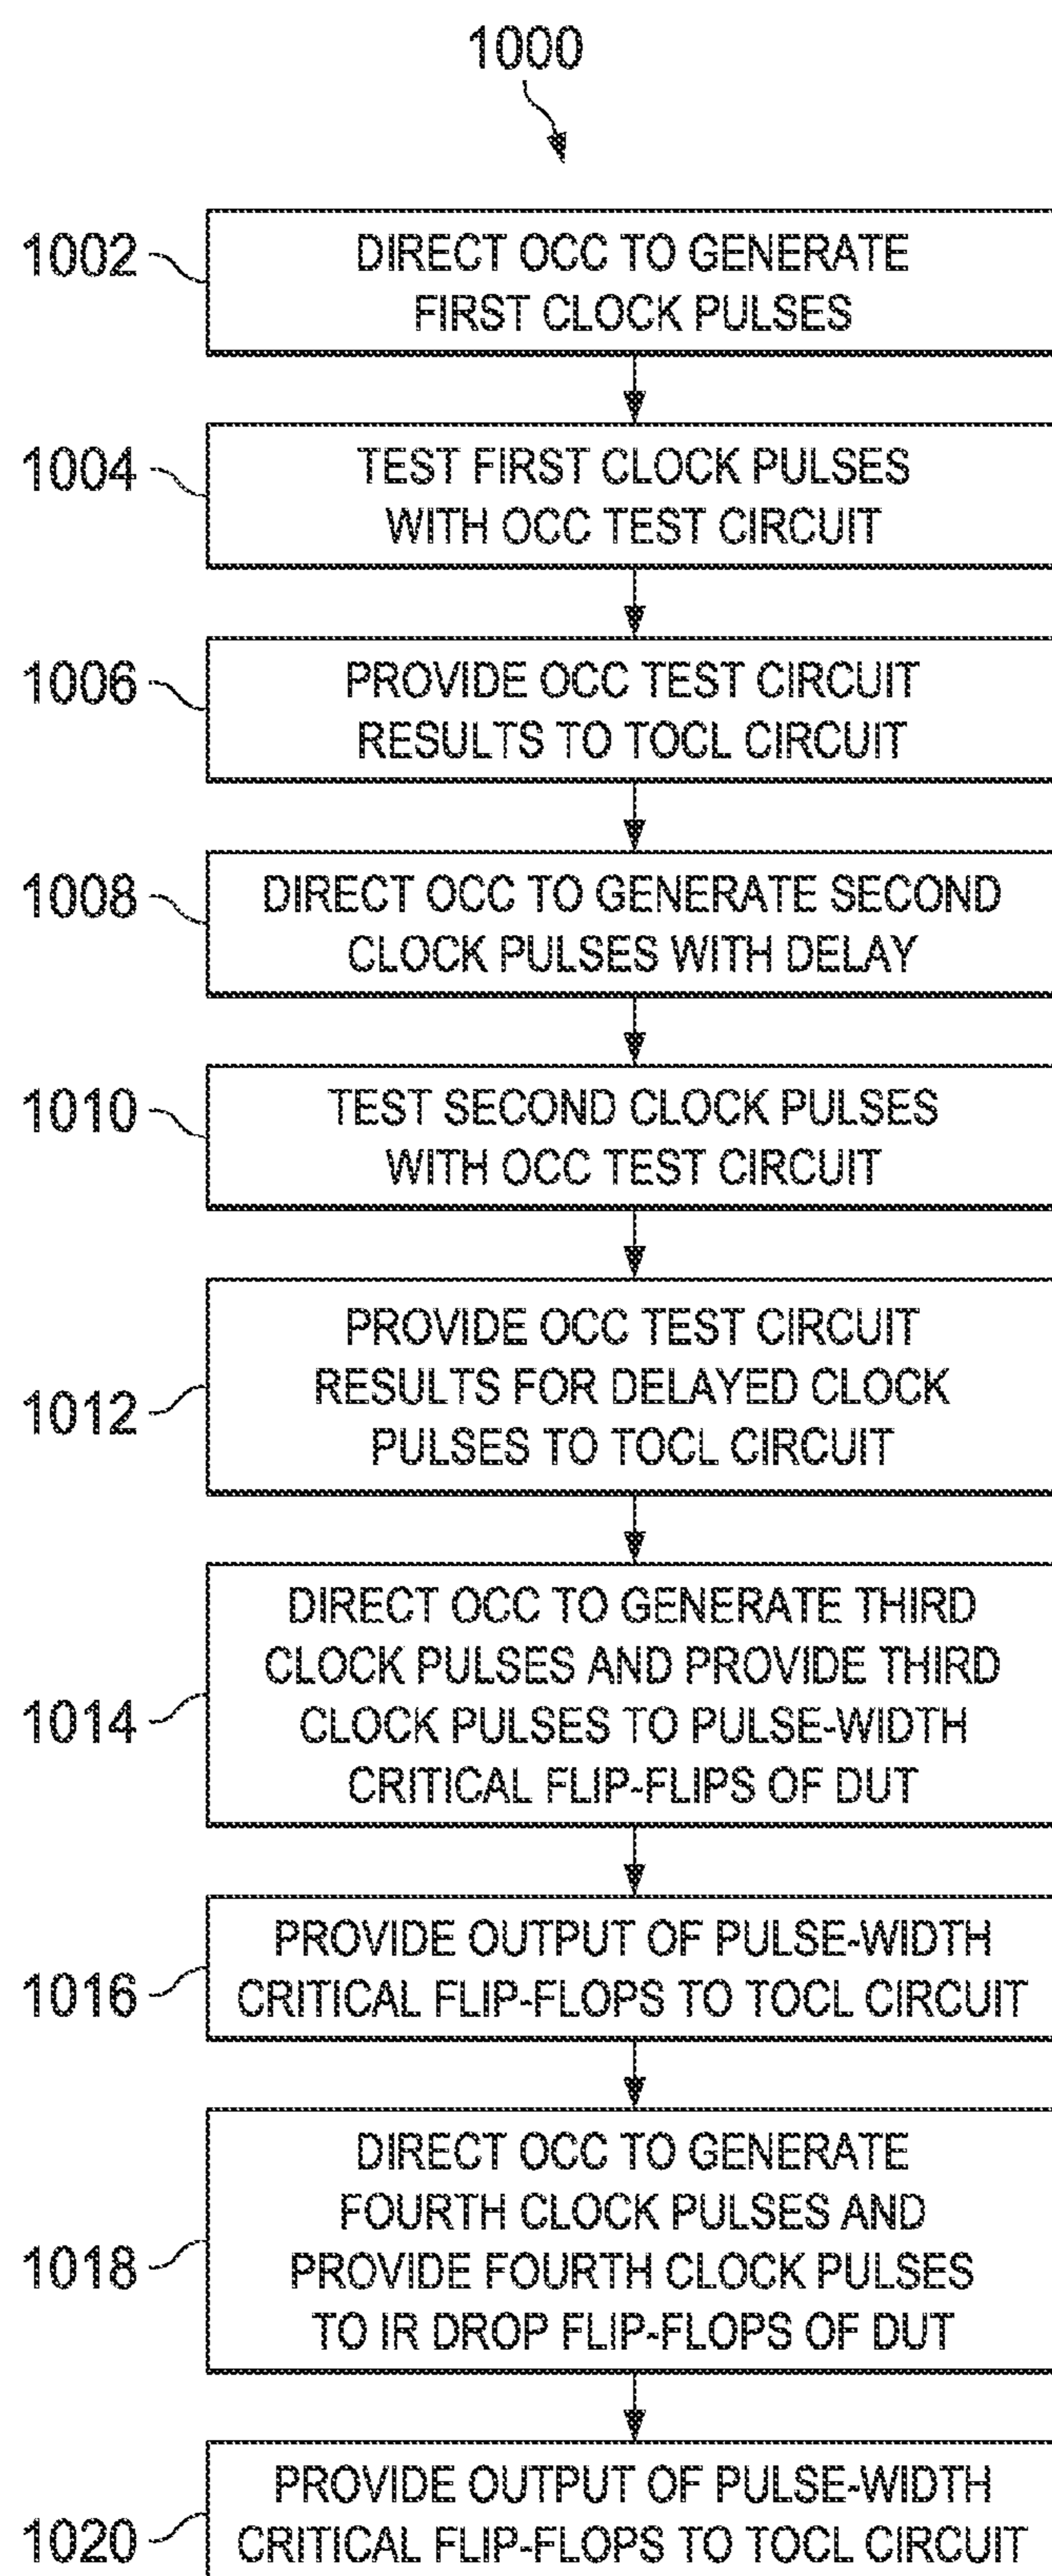 1000
1002
DIRECT OCC TO GENERATE
FIRST CLOCK PULSES
1004
TEST FIRST CLOCK PULSES
WITH OCC TEST CIRCUIT
1006
PROVIDE OCC TEST CIRCUIT
RESULTS TO TOCL CIRCUIT
1008
DIRECT OCC TO GENERATE SECOND
CLOCK PULSES WITH DELAY
1010
TEST SECOND CLOCK PULSES
WITH OCC TEST CIRCUIT
1012
PROVIDE OCC TEST CIRCUIT
RESULTS FOR DELAYED CLOCK
PULSES TO TOCL CIRCUIT
1014
DIRECT OCC TO GENERATE THIRD
CLOCK PULSES AND PROVIDE THIRD
CLOCK PULSES TO PULSE-WIDTH
CRITICAL FLIP-FLIPS OF DUT
1016
PROVIDE OUTPUT OF PULSE-WIDTH
CRITICAL FLIP-FLOPS TO TOCL CIRCUIT
1018
DIRECT OCC TO GENERATE
FOURTH CLOCK PULSES AND
PROVIDE FOURTH CLOCK PULSES
TO IR DROP FLIP-FLOPS OF DUT
1020
PROVIDE OUTPUT OF PULSE-WIDTH
CRITICAL FLIP-FLOPS TO TOCL CIRCUIT